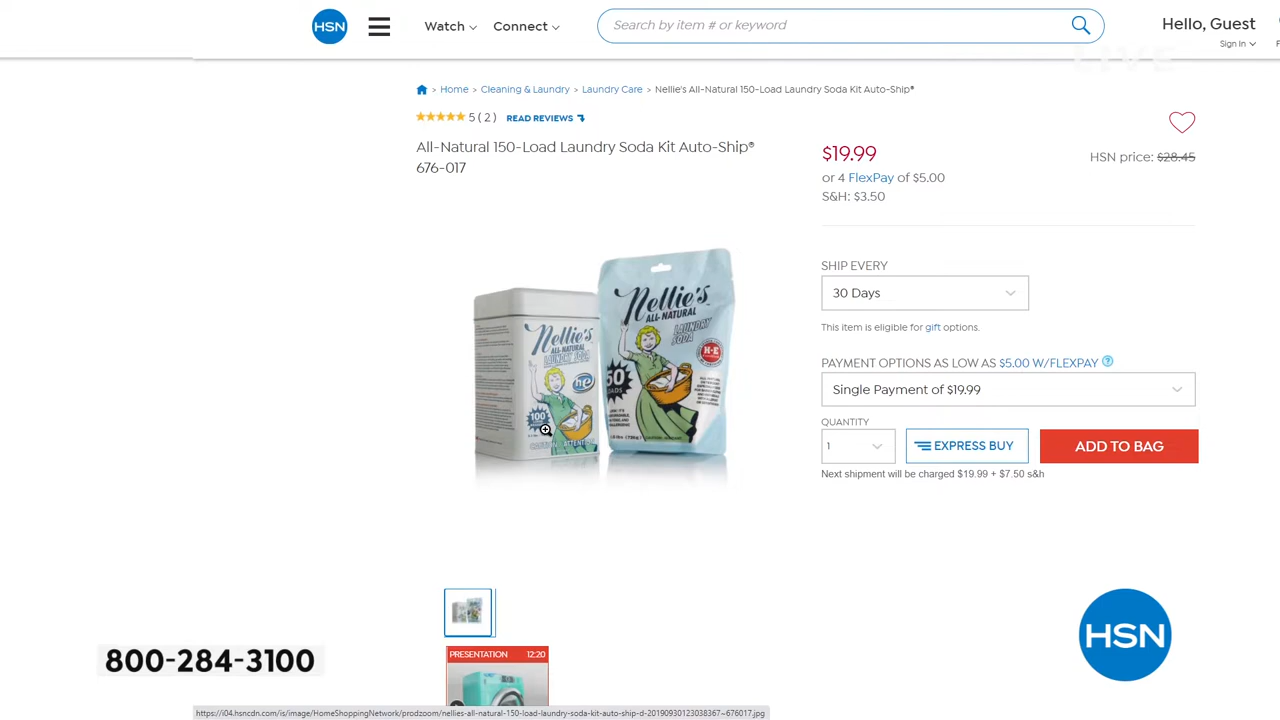 HSN
Watch
Connect
Search by item # or keyword
Hello, Guest
Sign In
LIVE
Home > Cleaning & Laundry > Laundry Care > Nellie's All-Natural 150-Load Laundry Soda Kit Auto-Ship®
5 ( 2 ) READ REVIEWS
All-Natural 150-Load Laundry Soda Kit Auto-Ship®
676-017
$19.99
HSN price: $28.45
or 4 FlexPay of $5.00
S&H: $3.50
SHIP EVERY
30 Days
This item is eligible for gift options.
PAYMENT OPTIONS AS LOW AS $5.00 W/FLEXPAY ?
Single Payment of $19.99
QUANTITY
1
EXPRESS BUY
ADD TO BAG
Next shipment will be charged $19.99 + $7.50 s&h
Nellie's
ALL-NATURAL
LAUNDRY SODA
he
100
Nellie's
ALL-NATURAL
LAUNDRY
SODA
H-E
50
LOADS
PRESENTATION 12:20
800-284-3100
HSN
https://i04.hsncdn.com/is/image/HomeShoppingNetwork/prodzoom/nellies-all-natural-150-load-laundry-soda-kit-auto-ship-d-20190930123038367~676017.jpg